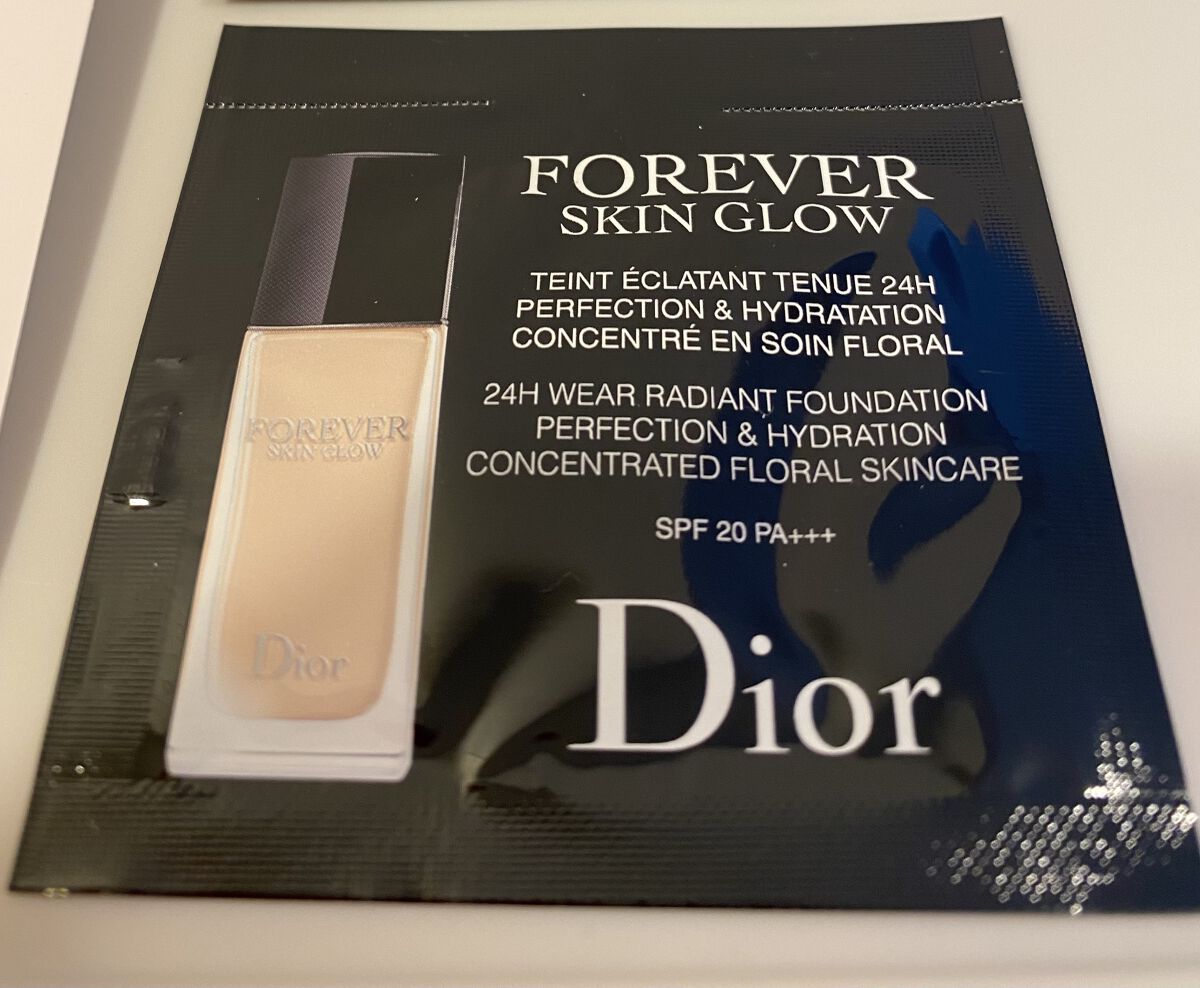 FOREVER
SKIN GLOW
TEINT ÉCLATANT TENUE 24H
PERFECTION & HYDRATATION
CONCENTRÉ EN SOIN FLORAL
24H WEAR RADIANT FOUNDATION
PERFECTION & HYDRATION
CONCENTRATED FLORAL SKINCARE
SPF 20 PA+++
Dior
FOREVER
SKIN GLOW
Dior